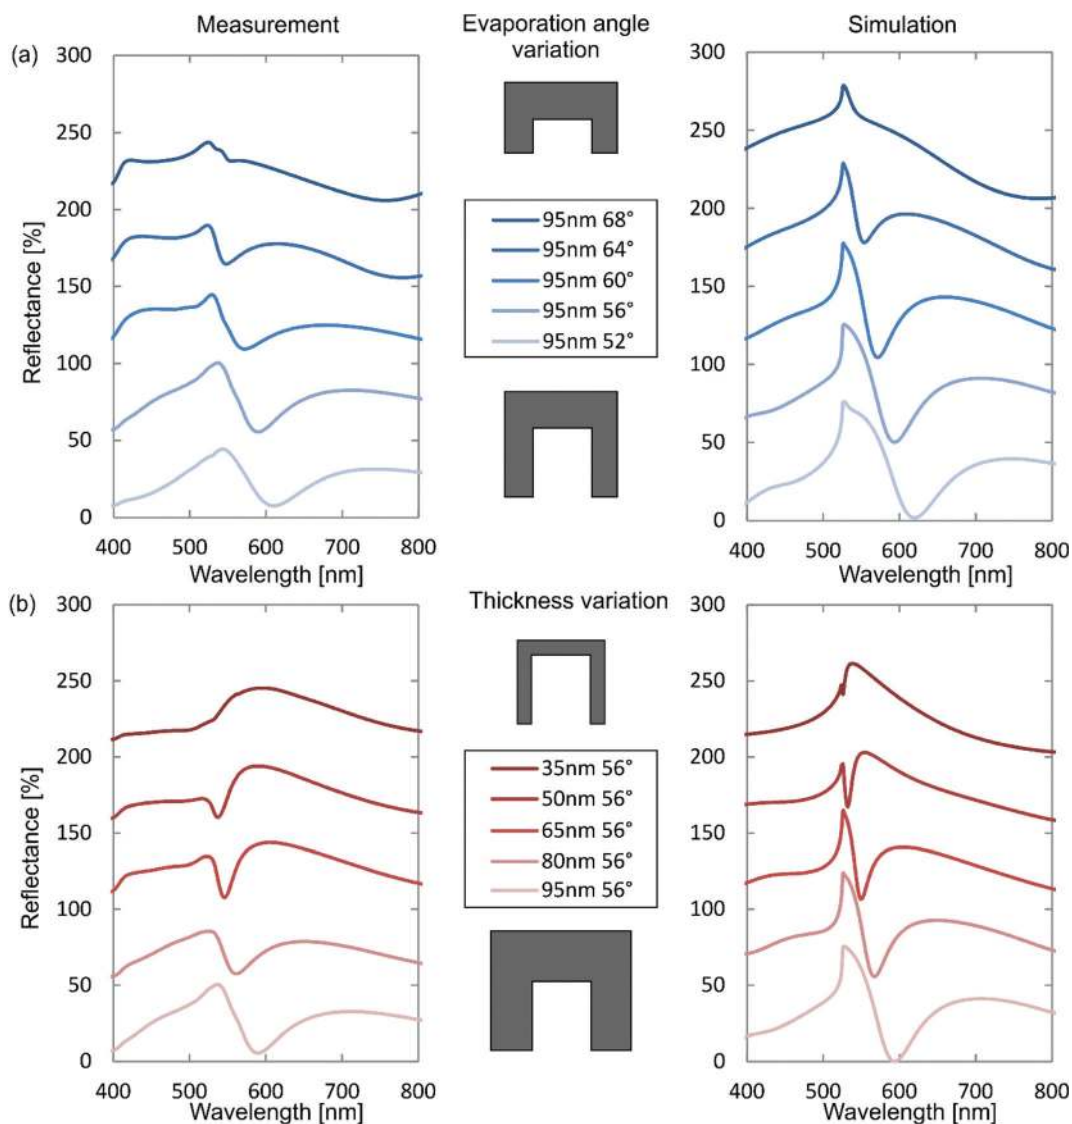 Measurement
Evaporation angle
variation
Simulation
(a)
300
250
200
150
100
50
0
Reflectance [%]
400 500 600 700 800
Wavelength [nm]
95nm 68°
95nm 64°
95nm 60°
95nm 56°
95nm 52°
300
250
200
150
100
50
0
400 500 600 700 800
Wavelength [nm]
(b)
Thickness variation
300
250
200
150
100
50
0
Reflectance [%]
400 500 600 700 800
Wavelength [nm]
35nm 56°
50nm 56°
65nm 56°
80nm 56°
95nm 56°
300
250
200
150
100
50
0
400 500 600 700 800
Wavelength [nm]